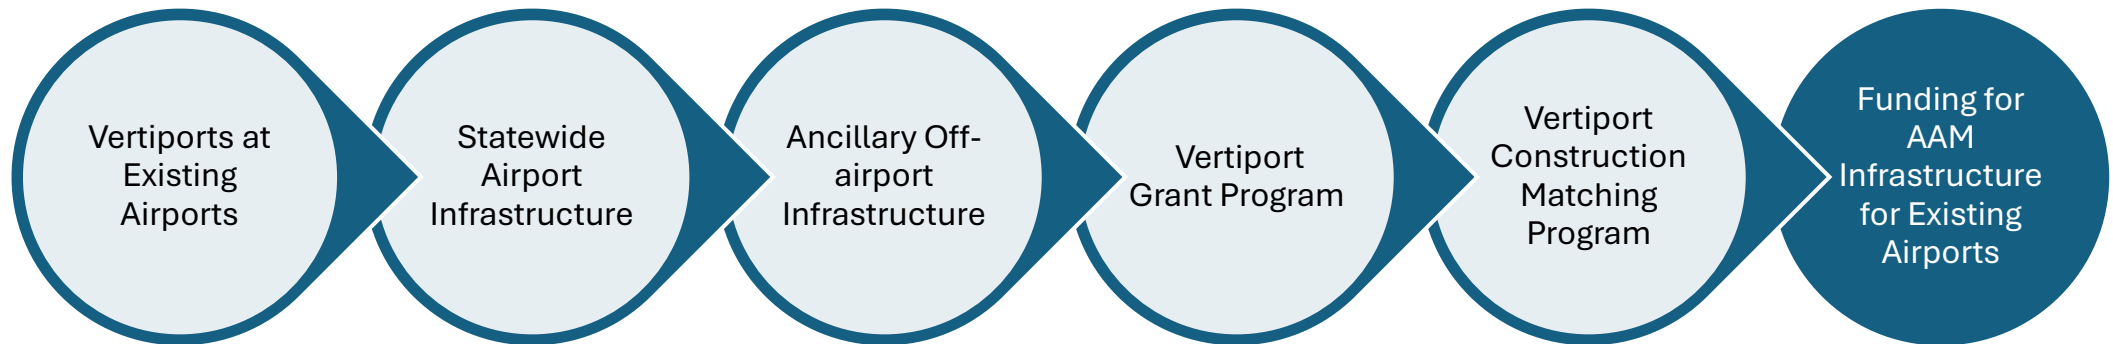 Vertiports at
Existing
Airports
Statewide
Airport
Infrastructure
Ancillary Off-
airport
Infrastructure
Vertiport
Grant Program
Vertiport
Construction
Matching
Program
Funding for
AAM
Infrastructure
for Existing
Airports